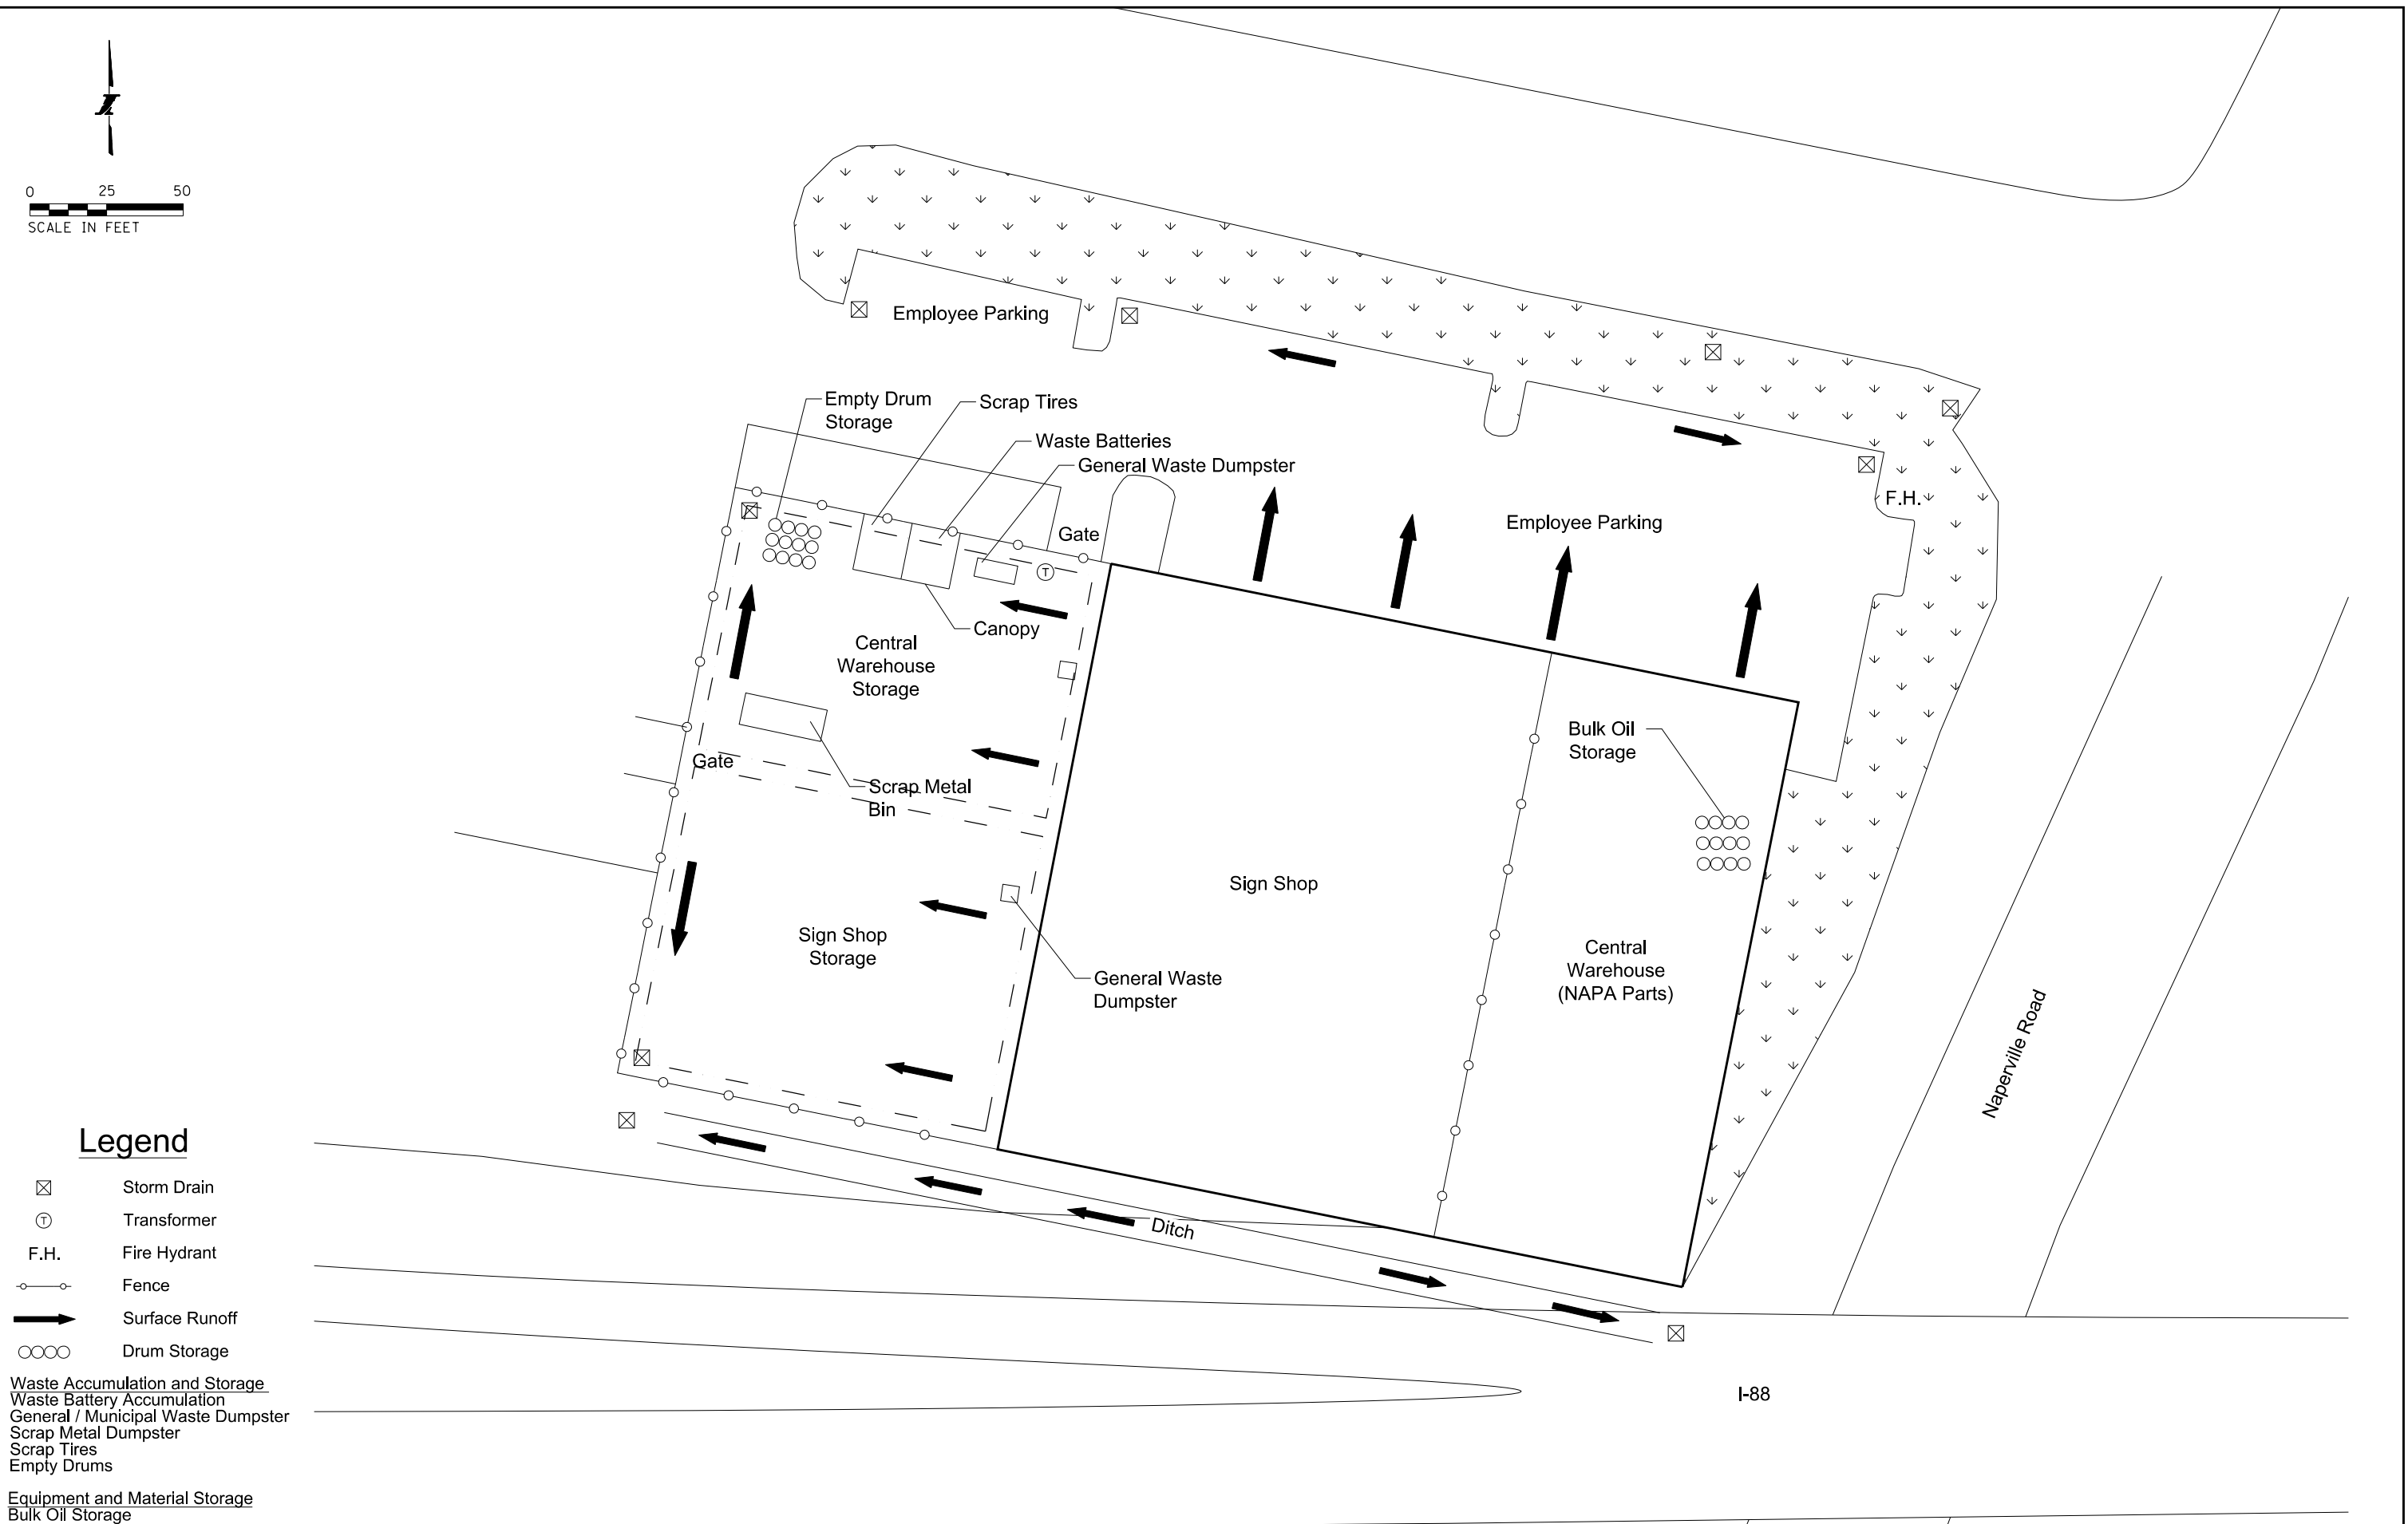 0 25 50
SCALE IN FEET
Employee Parking
Empty Drum
Storage
Scrap Tires
Waste Batteries
General Waste Dumpster
Gate
F.H.
Employee Parking
T
Canopy
Central
Warehouse
Storage
Bulk Oil
Storage
Gate
Scrap Metal
Bin
Sign Shop
Sign Shop
Storage
Central
Warehouse
(NAPA Parts)
General Waste
Dumpster
Naperville Road
Ditch
I-88
Legend
Storm Drain
T Transformer
F.H. Fire Hydrant
Fence
Surface Runoff
Drum Storage
Waste Accumulation and Storage
Waste Battery Accumulation
General / Municipal Waste Dumpster
Scrap Metal Dumpster
Scrap Tires
Empty Drums
Equipment and Material Storage
Bulk Oil Storage